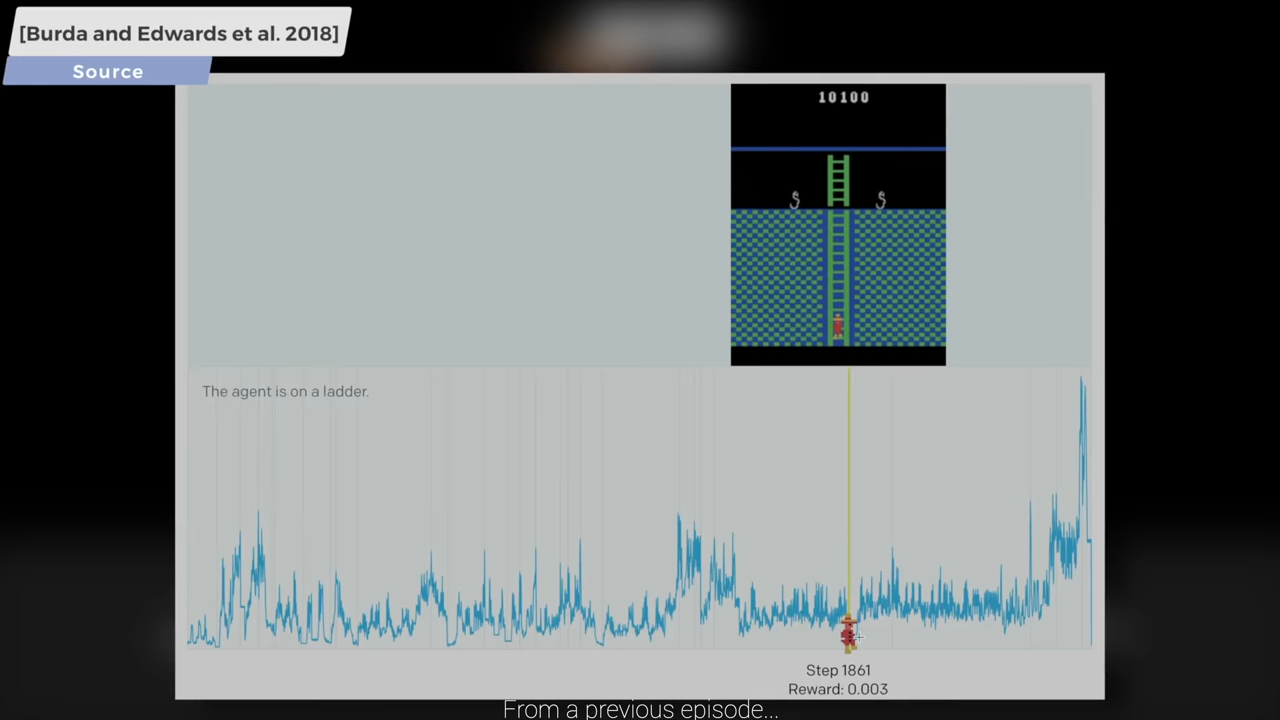 [Burda and Edwards et al. 2018]
Source
10100
The agent is on a ladder.
Step 1861
Reward: 0.003
From a previous episode...